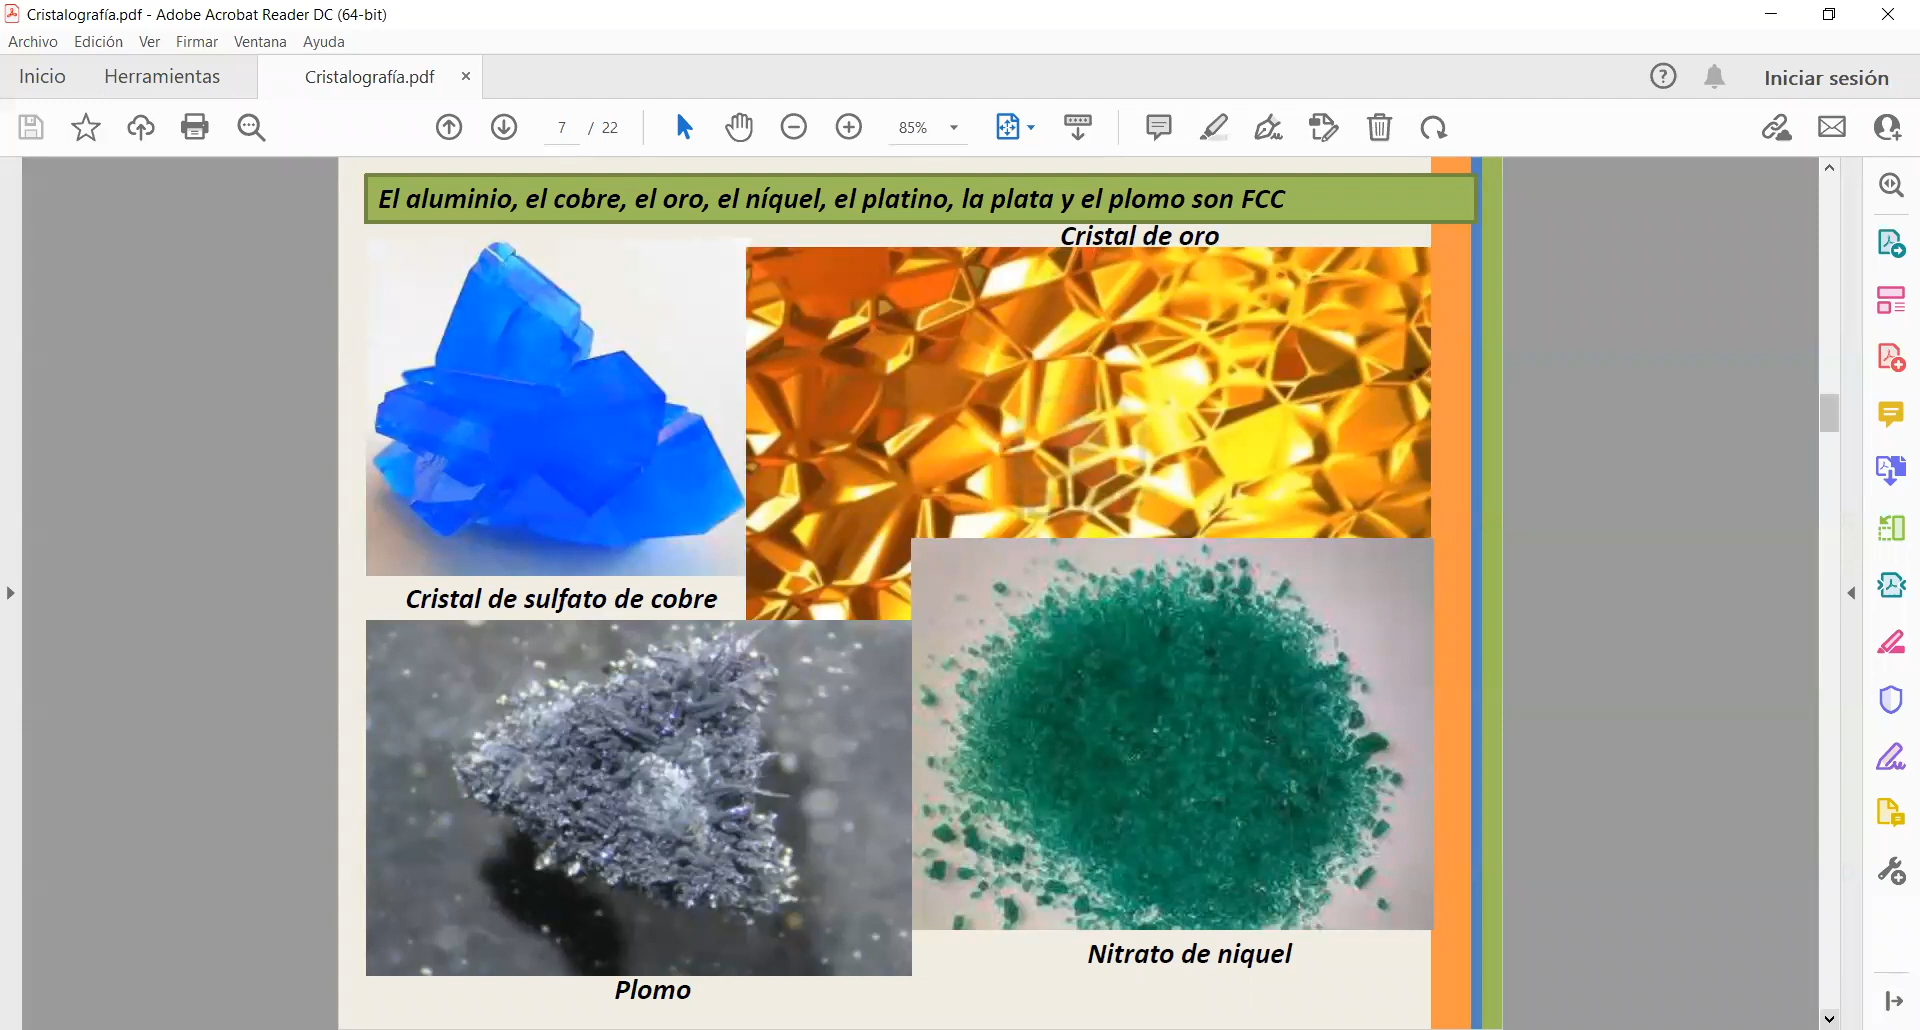 Cristalografía.pdf - Adobe Acrobat Reader DC (64-bit)
Archivo Edición Ver Firmar Ventana Ayuda
Inicio Herramientas Cristalografía.pdf × Iniciar sesión
7 / 22 85%
El aluminio, el cobre, el oro, el níquel, el platino, la plata y el plomo son FCC
Cristal de oro
Cristal de sulfato de cobre
Nitrato de niquel
Plomo